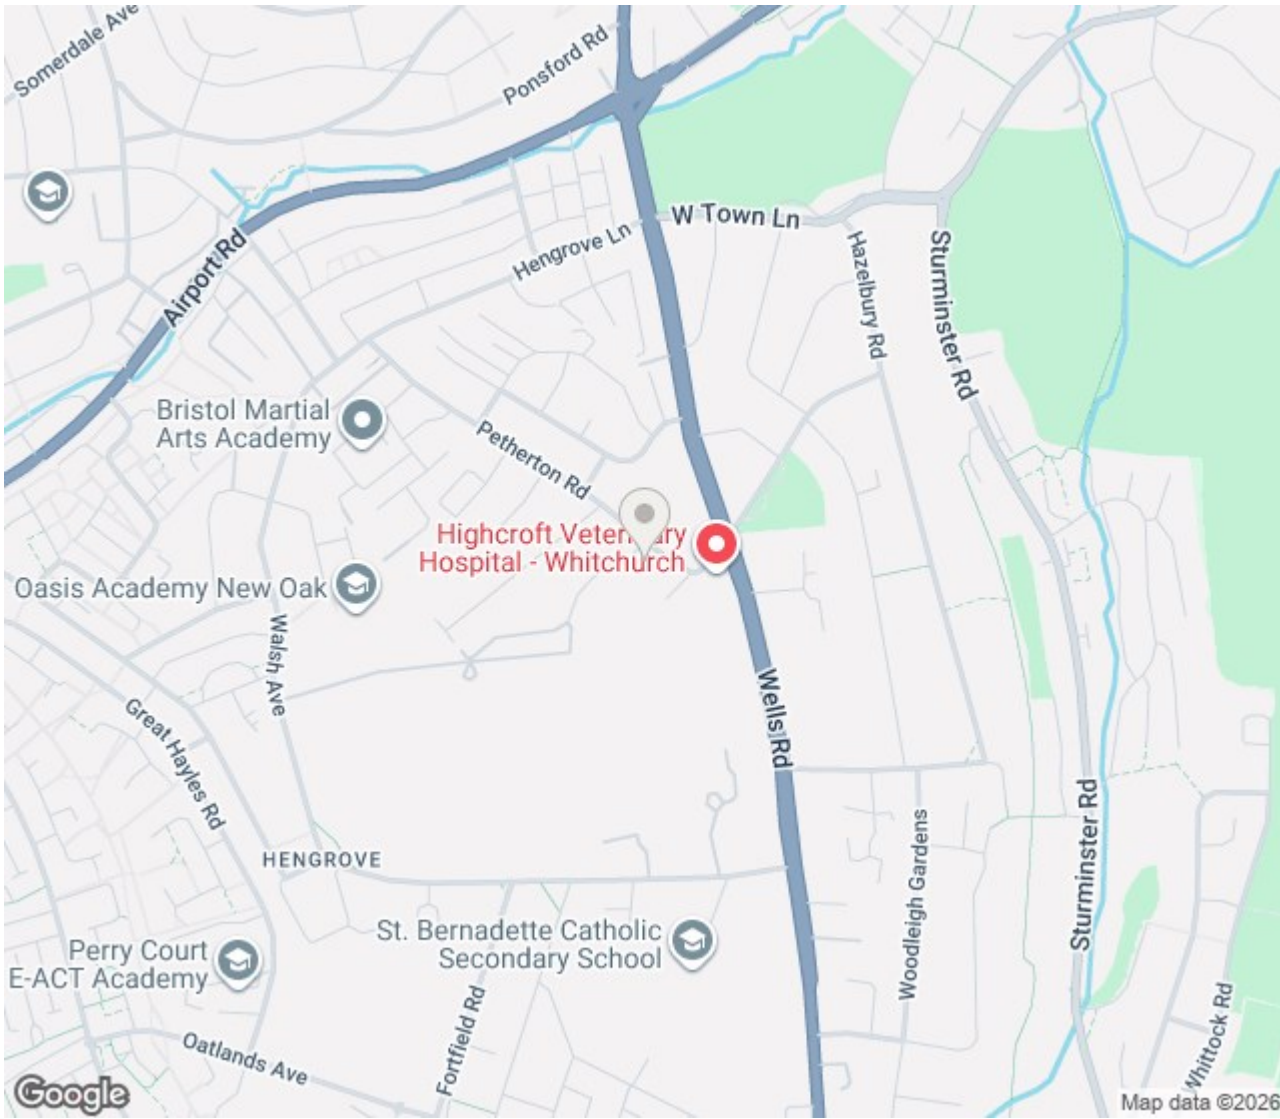 Somerdale Ave
Ponsford Rd
W Town Ln
Hengrove Ln
Airport Rd
Hazelbury Rd
Sturminster Rd
Bristol Martial
Arts Academy
Petherton Rd
Highcroft Veterinary
Hospital - Whitchurch
Oasis Academy New Oak
Walsh Ave
Great Hayles Rd
Wells Rd
HENGROVE
Woodleigh Gardens
Sturminster Rd
St. Bernadette Catholic
Secondary School
Perry Court
E-ACT Academy
Fortfield Rd
Oatlands Ave
Whittock Rd
Google
Map data ©2026